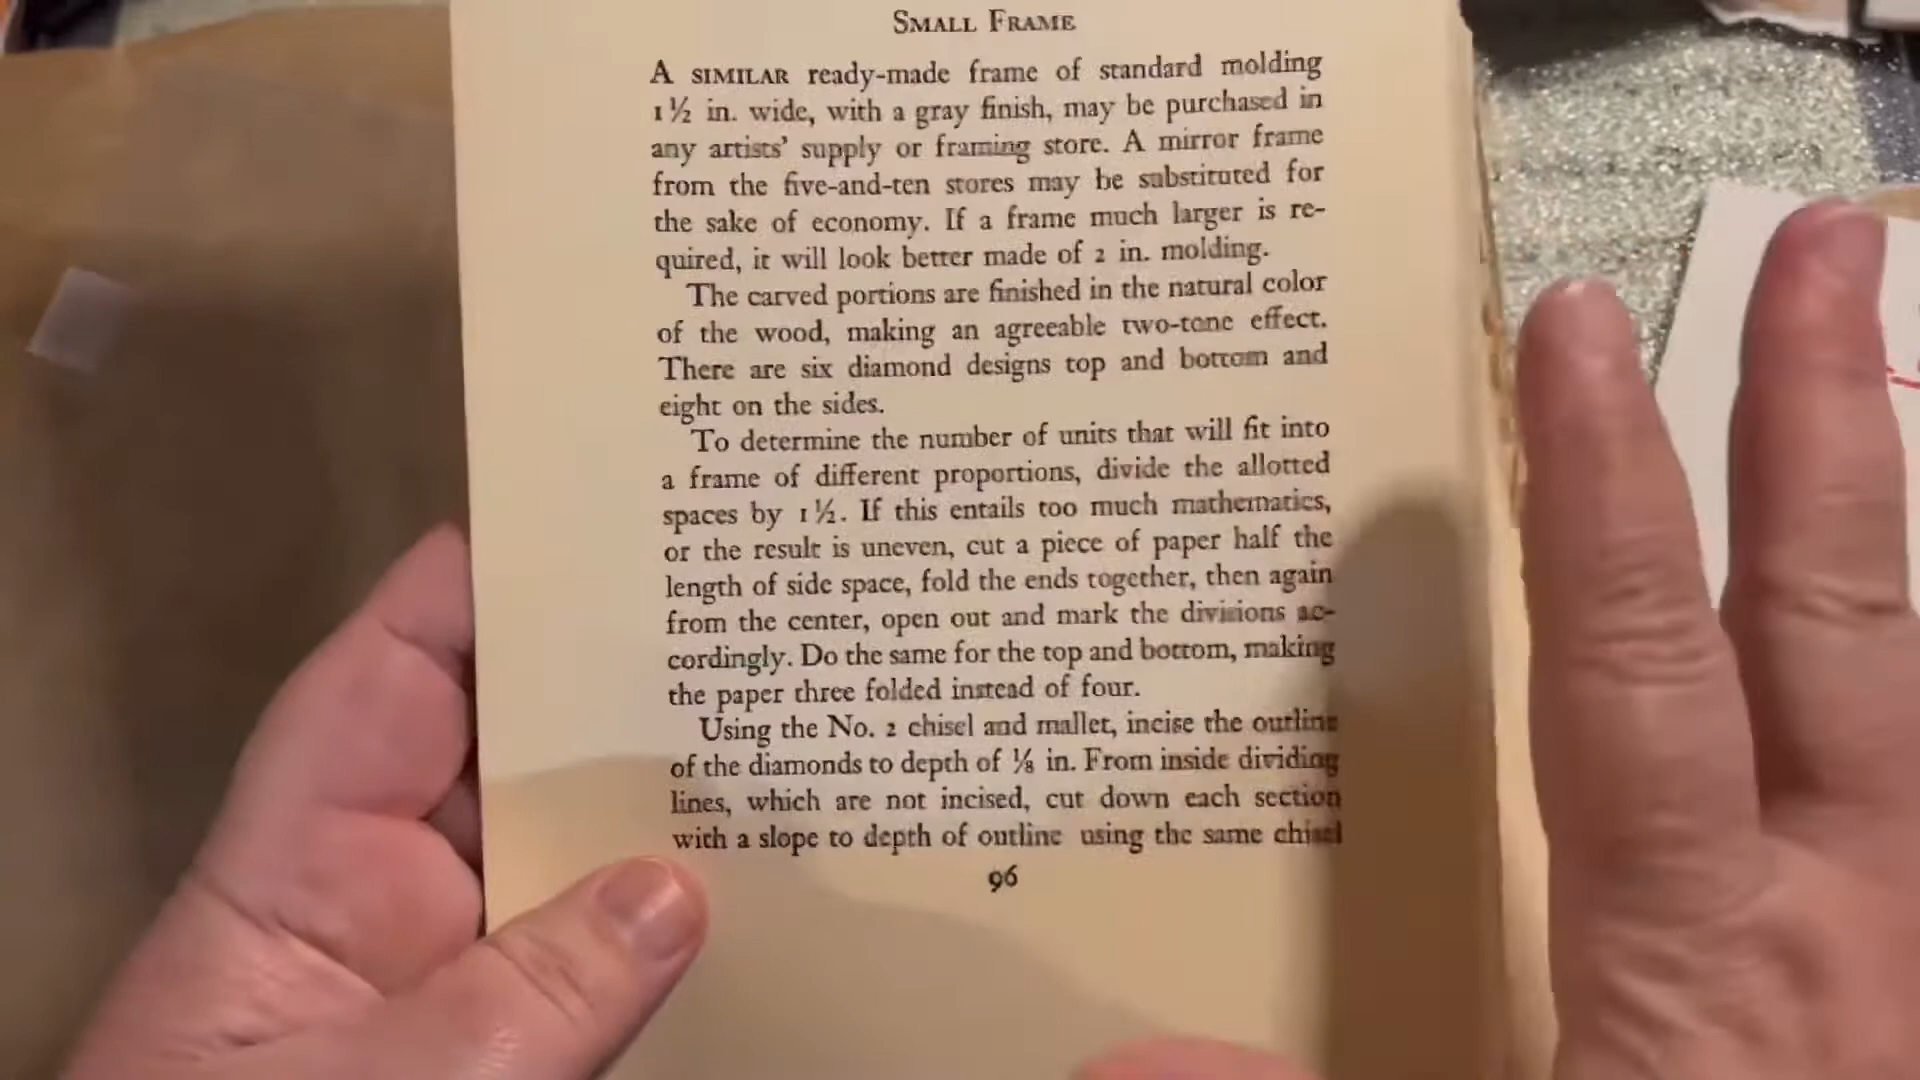 SMALL FRAME
A SIMILAR ready-made frame of standard molding
1½ in. wide, with a gray finish, may be purchased in
any artists' supply or framing store. A mirror frame
from the five-and-ten stores may be substituted for
the sake of economy. If a frame much larger is re-
quired, it will look better made of 2 in. molding.
The carved portions are finished in the natural color
of the wood, making an agreeable two-tone effect.
There are six diamond designs top and bottom and
eight on the sides.
To determine the number of units that will fit into
a frame of different proportions, divide the allotted
spaces by 1½. If this entails too much mathematics,
or the result is uneven, cut a piece of paper half the
length of side space, fold the ends together, then again
from the center, open out and mark the divisions ac-
cordingly. Do the same for the top and bottom, making
the paper three folded instead of four.
Using the No. 2 chisel and mallet, incise the outline
of the diamonds to depth of ⅛ in. From inside dividing
lines, which are not incised, cut down each section
with a slope to depth of outline using the same chisel
96